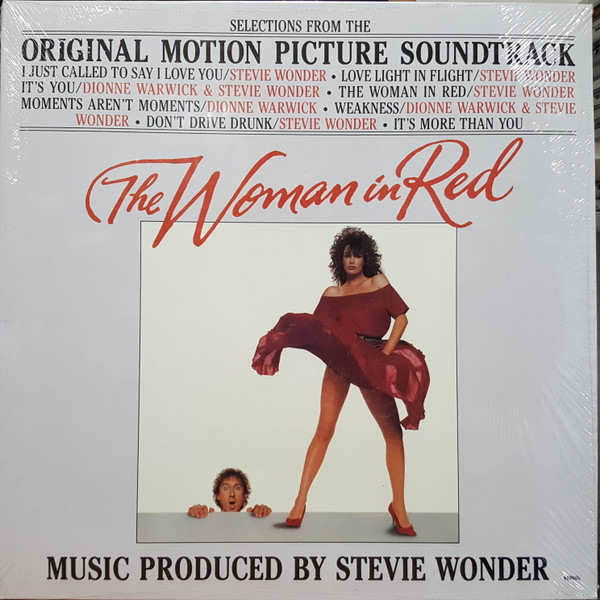 SELECTIONS FROM THE
ORIGINAL MOTION PICTURE SOUNDTRACK
I JUST CALLED TO SAY I LOVE YOU/STEVIE WONDER • LOVE LIGHT IN FLIGHT/STEVIE WONDER
IT'S YOU/DIONNE WARWICK & STEVIE WONDER • THE WOMAN IN RED/STEVIE WONDER
MOMENTS AREN'T MOMENTS/DIONNE WARWICK • WEAKNESS/DIONNE WARWICK & STEVIE
WONDER • DON'T DRIVE DRUNK/STEVIE WONDER • IT'S MORE THAN YOU
The Woman in Red
MUSIC PRODUCED BY STEVIE WONDER